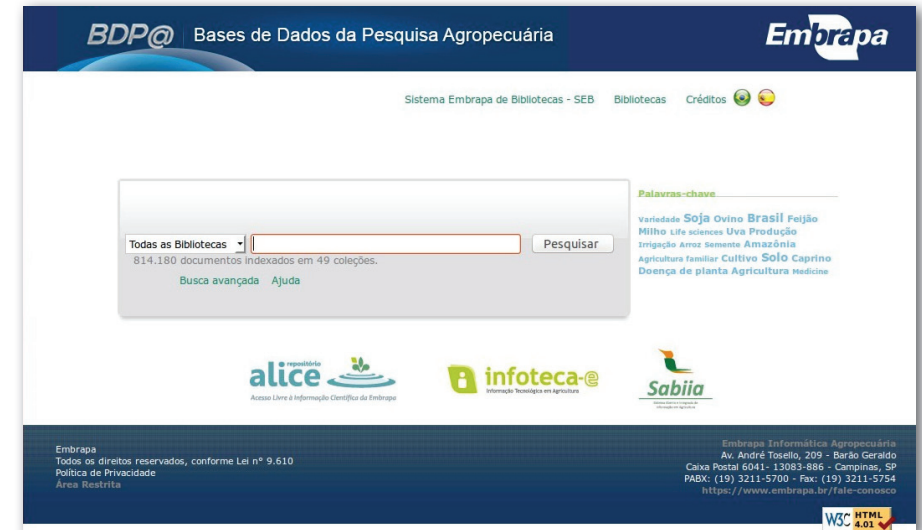 BDP@ Bases de Dados da Pesquisa Agropecuária
Embrapa
Sistema Embrapa de Bibliotecas - SEB Bibliotecas Créditos
Todas as Bibliotecas Pesquisar
814.180 documentos indexados em 49 coleções.
Busca avançada Ajuda
Palavras-chave
Variedade Soja Ovino Brasil Feijão
Milho Life sciences Uva Produção
Irrigação Arroz Semente Amazônia
Agricultura familiar Cultivo Solo Caprino
Doença de planta Agricultura Medicine
repositório
alice
Acesso Livre à Informação Científica da Embrapa
infoteca-e
Informação Tecnológica em Agricultura
Sabiia
Embrapa
Todos os direitos reservados, conforme Lei n° 9.610
Política de Privacidade
Área Restrita
Embrapa Informática Agropecuária
Av. André Tosello, 209 - Barão Geraldo
Caixa Postal 6041- 13083-886 - Campinas, SP
PABX: (19) 3211-5700 - Fax: (19) 3211-5754
https://www.embrapa.br/fale-conosco
W3C HTML
4.01